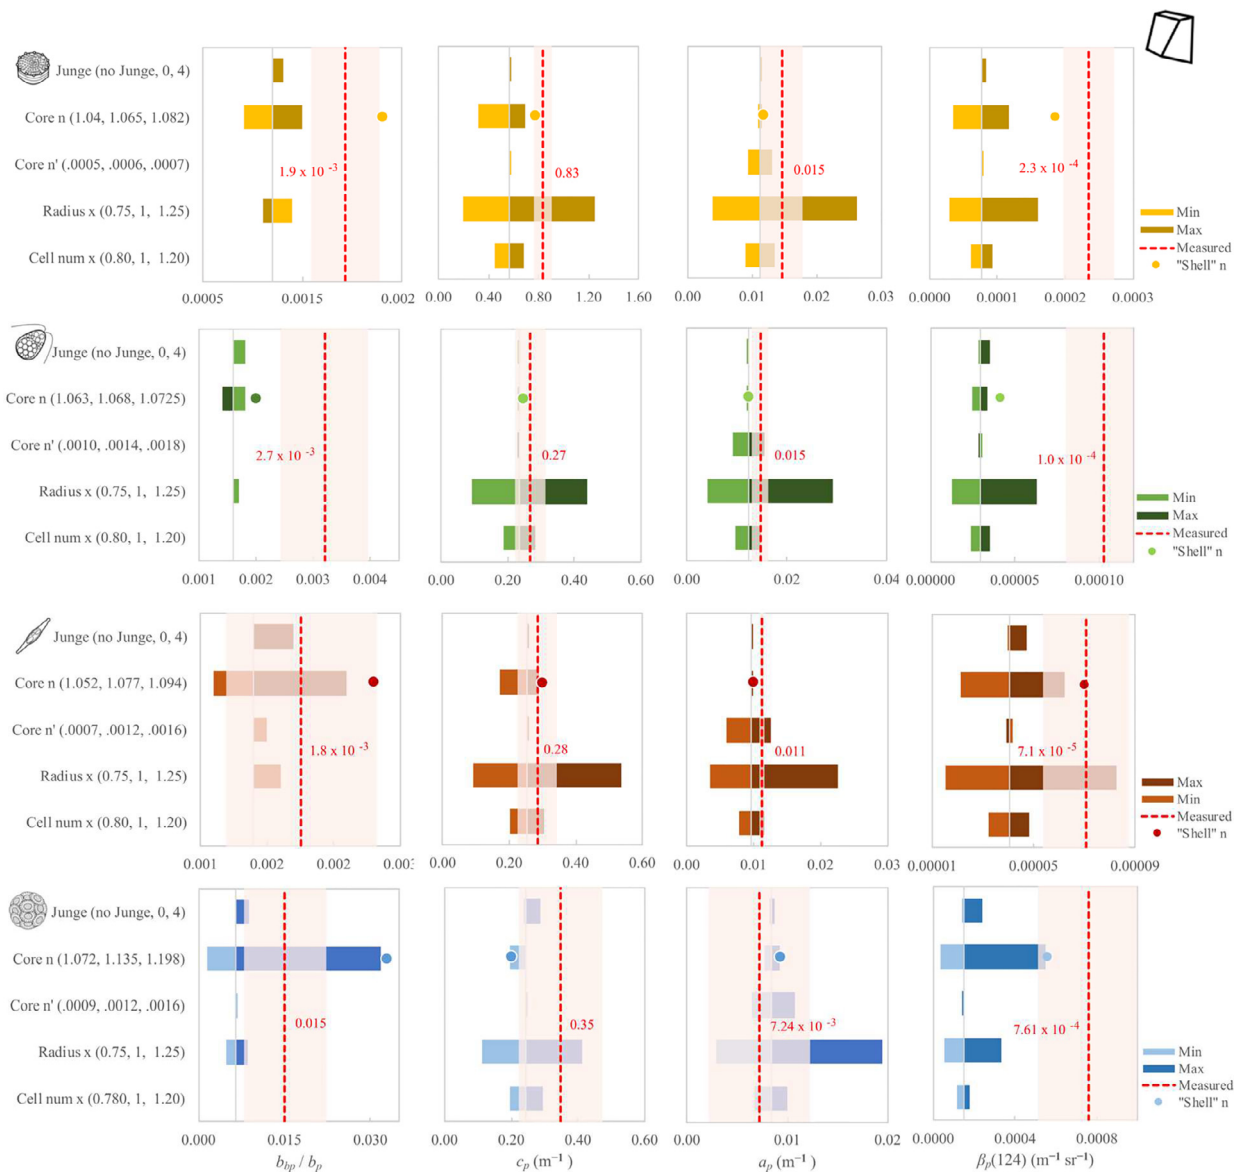 Junge (no Junge, 0, 4)
Core n (1.04, 1.065, 1.082)
Core n' (.0005, .0006, .0007)
Radius x (0.75, 1, 1.25)
Cell num x (0.80, 1, 1.20)
1.9 x 10 -3
0.83
0.015
2.3 x 10 -4
Min
Max
Measured
"Shell" n
0.0005 0.0015 0.002
0.00 0.40 0.80 1.20 1.60
0.00 0.01 0.02 0.03
0.0000 0.0001 0.0002 0.0003
Junge (no Junge, 0, 4)
Core n (1.063, 1.068, 1.0725)
Core n' (.0010, .0014, .0018)
Radius x (0.75, 1, 1.25)
Cell num x (0.80, 1, 1.20)
2.7 x 10 -3
0.27
0.015
1.0 x 10 -4
Min
Max
Measured
"Shell" n
0.001 0.002 0.003 0.004
0.00 0.20 0.40 0.60
0.00 0.02 0.04
0.00000 0.00005 0.00010
Junge (no Junge, 0, 4)
Core n (1.052, 1.077, 1.094)
Core n' (.0007, .0012, .0016)
Radius x (0.75, 1, 1.25)
Cell num x (0.80, 1, 1.20)
1.8 x 10 -3
0.28
0.011
7.1 x 10 -5
Max
Min
Measured
"Shell" n
0.001 0.002 0.002 0.003
0.00 0.20 0.40 0.60
0.00 0.01 0.02 0.03
0.00001 0.00005 0.00009
Junge (no Junge, 0, 4)
Core n (1.072, 1.135, 1.198)
Core n' (.0009, .0012, .0016)
Radius x (0.75, 1, 1.25)
Cell num x (0.780, 1, 1.20)
0.015
0.35
7.24 x 10 -3
7.61 x 10 -4
Min
Max
Measured
"Shell" n
0.000 0.015 0.030
0.00 0.20 0.40 0.60
0.00 0.01 0.02
0.0000 0.0004 0.0008
b bp / b p
c p (m -1)
a p (m -1)
β p (124) (m -1 sr -1)